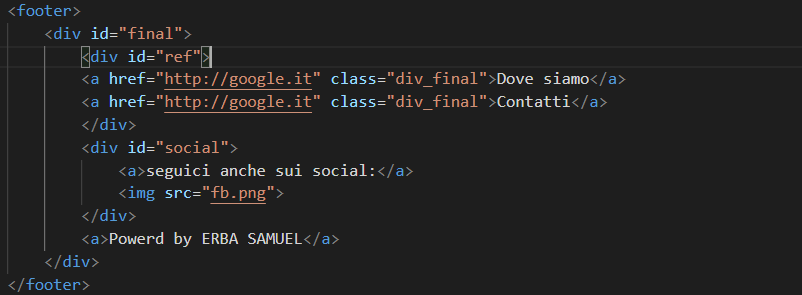 <footer>
<div id="final">
<div id="ref">
<a href="http://google.it" class="div_final">Dove siamo</a>
<a href="http://google.it" class="div_final">Contatti</a>
</div>
<div id="social">
<a>seguici anche sui social:</a>
<img src="fb.png">
</div>
<a>Powerd by ERBA SAMUEL</a>
</div>
</footer>